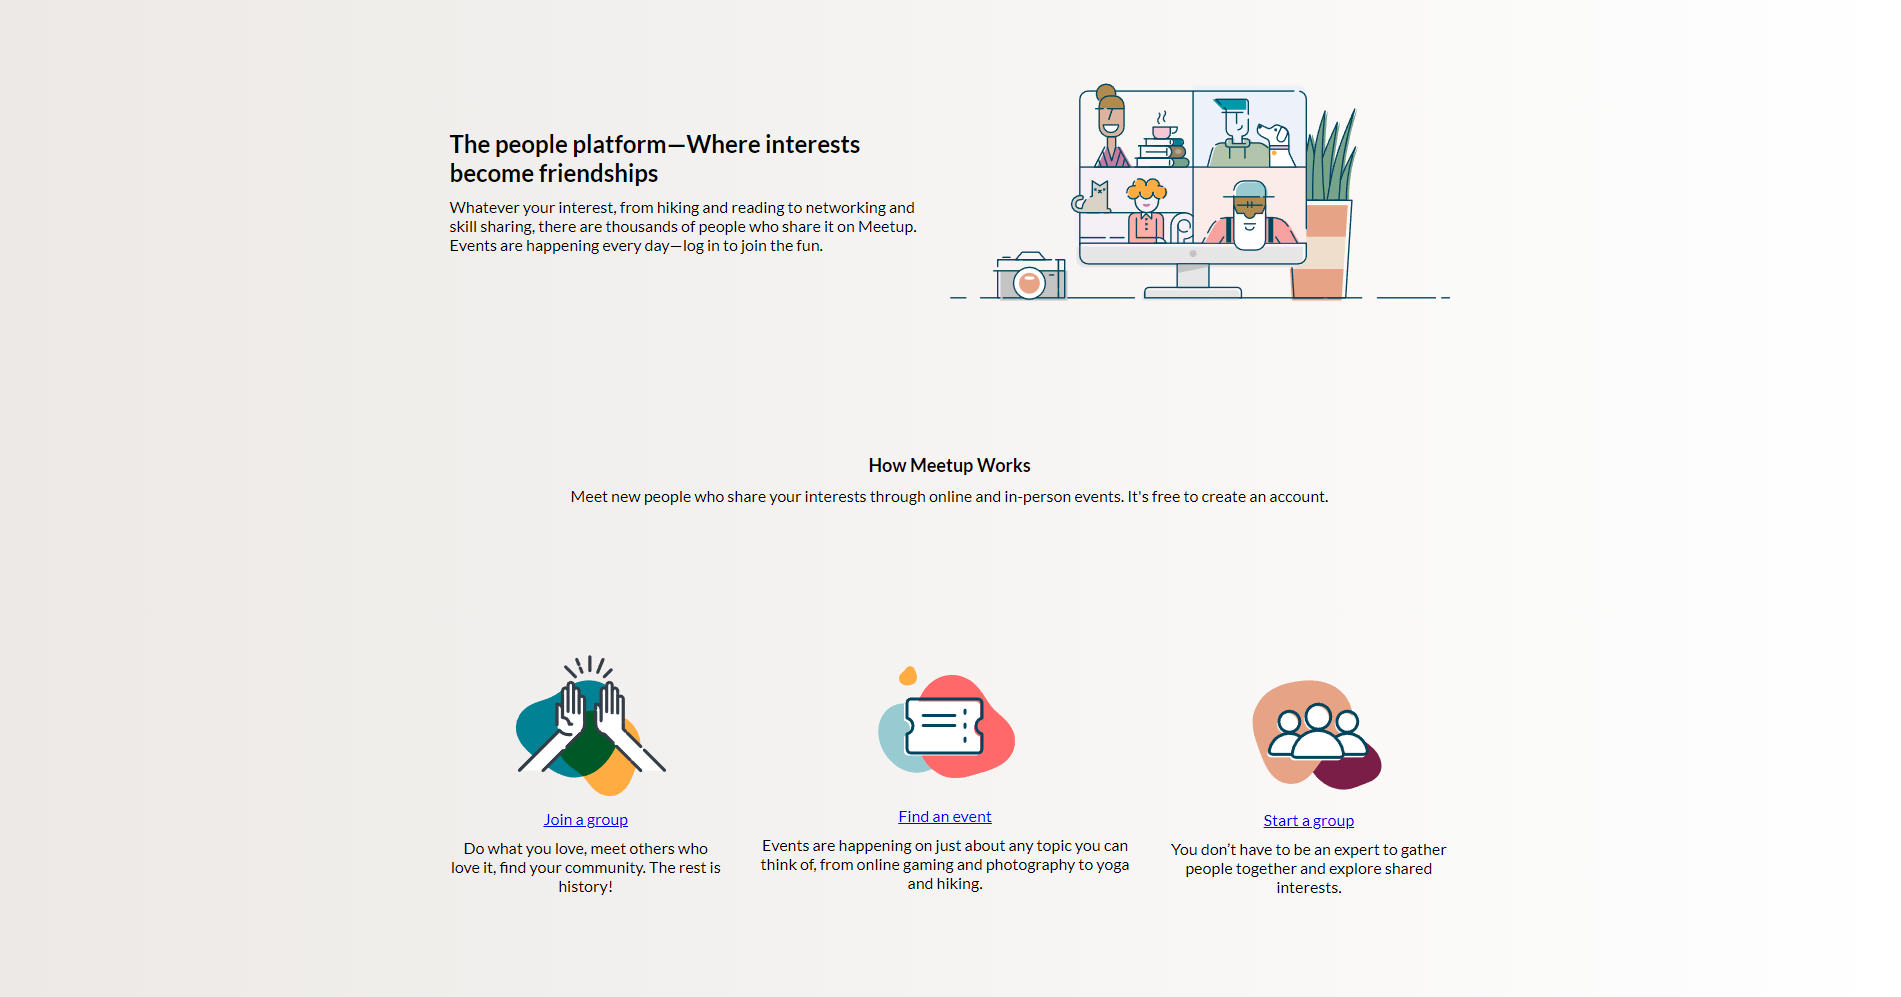 The people platform—Where interests
become friendships
Whatever your interest, from hiking and reading to networking and
skill sharing, there are thousands of people who share it on Meetup.
Events are happening every day—log in to join the fun.
How Meetup Works
Meet new people who share your interests through online and in-person events. It's free to create an account.
Join a group
Do what you love, meet others who
love it, find your community. The rest is
history!
Find an event
Events are happening on just about any topic you can
think of, from online gaming and photography to yoga
and hiking.
Start a group
You don’t have to be an expert to gather
people together and explore shared
interests.